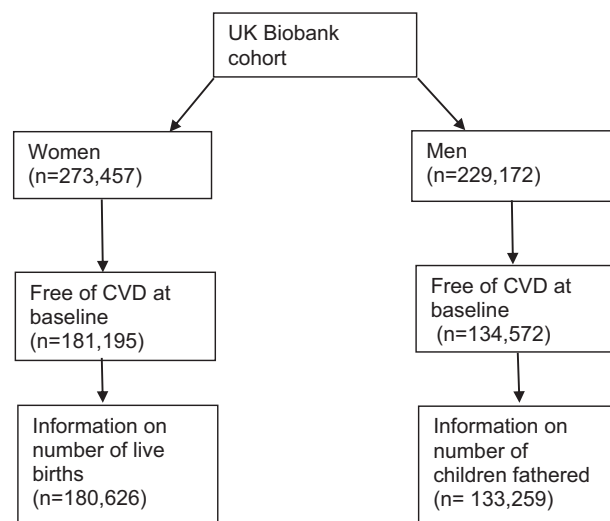 UK Biobank
cohort
Women
(n=273,457)
Men
(n=229,172)
Free of CVD at
baseline
(n=181,195)
Free of CVD at
baseline
(n=134,572)
Information on
number of live
births
(n=180,626)
Information on
number of
children fathered
(n= 133,259)